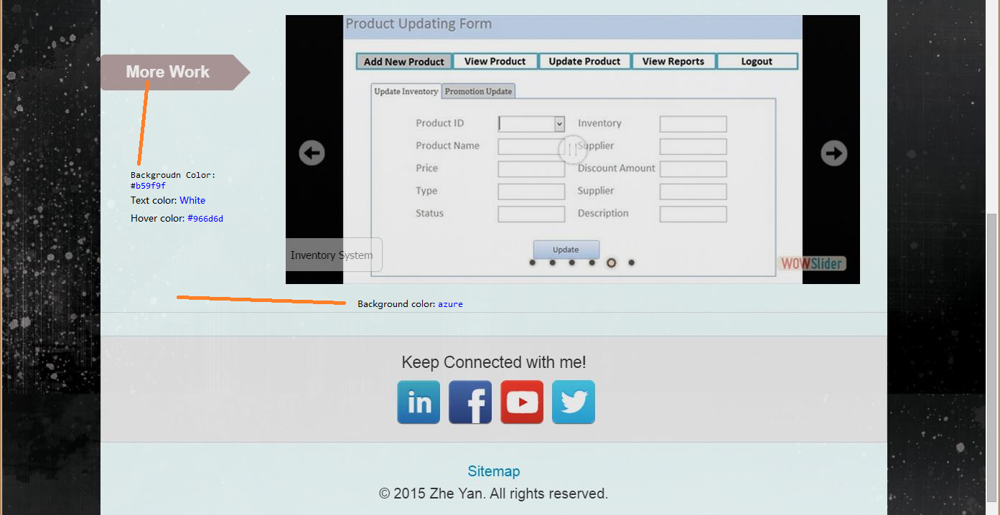 Product Updating Form
Add New Product View Product Update Product View Reports Logout
More Work
Update Inventory Promotion Update
Product ID Inventory
Product Name Supplier
Price Discount Amount
Type Supplier
Status Description
Backgroudn Color:
#b59f9f
Text color: White
Hover color: #966d6d
Update
Inventory System
WOWSlider
Background color: azure
Keep Connected with me!
in f
Sitemap
© 2015 Zhe Yan. All rights reserved.